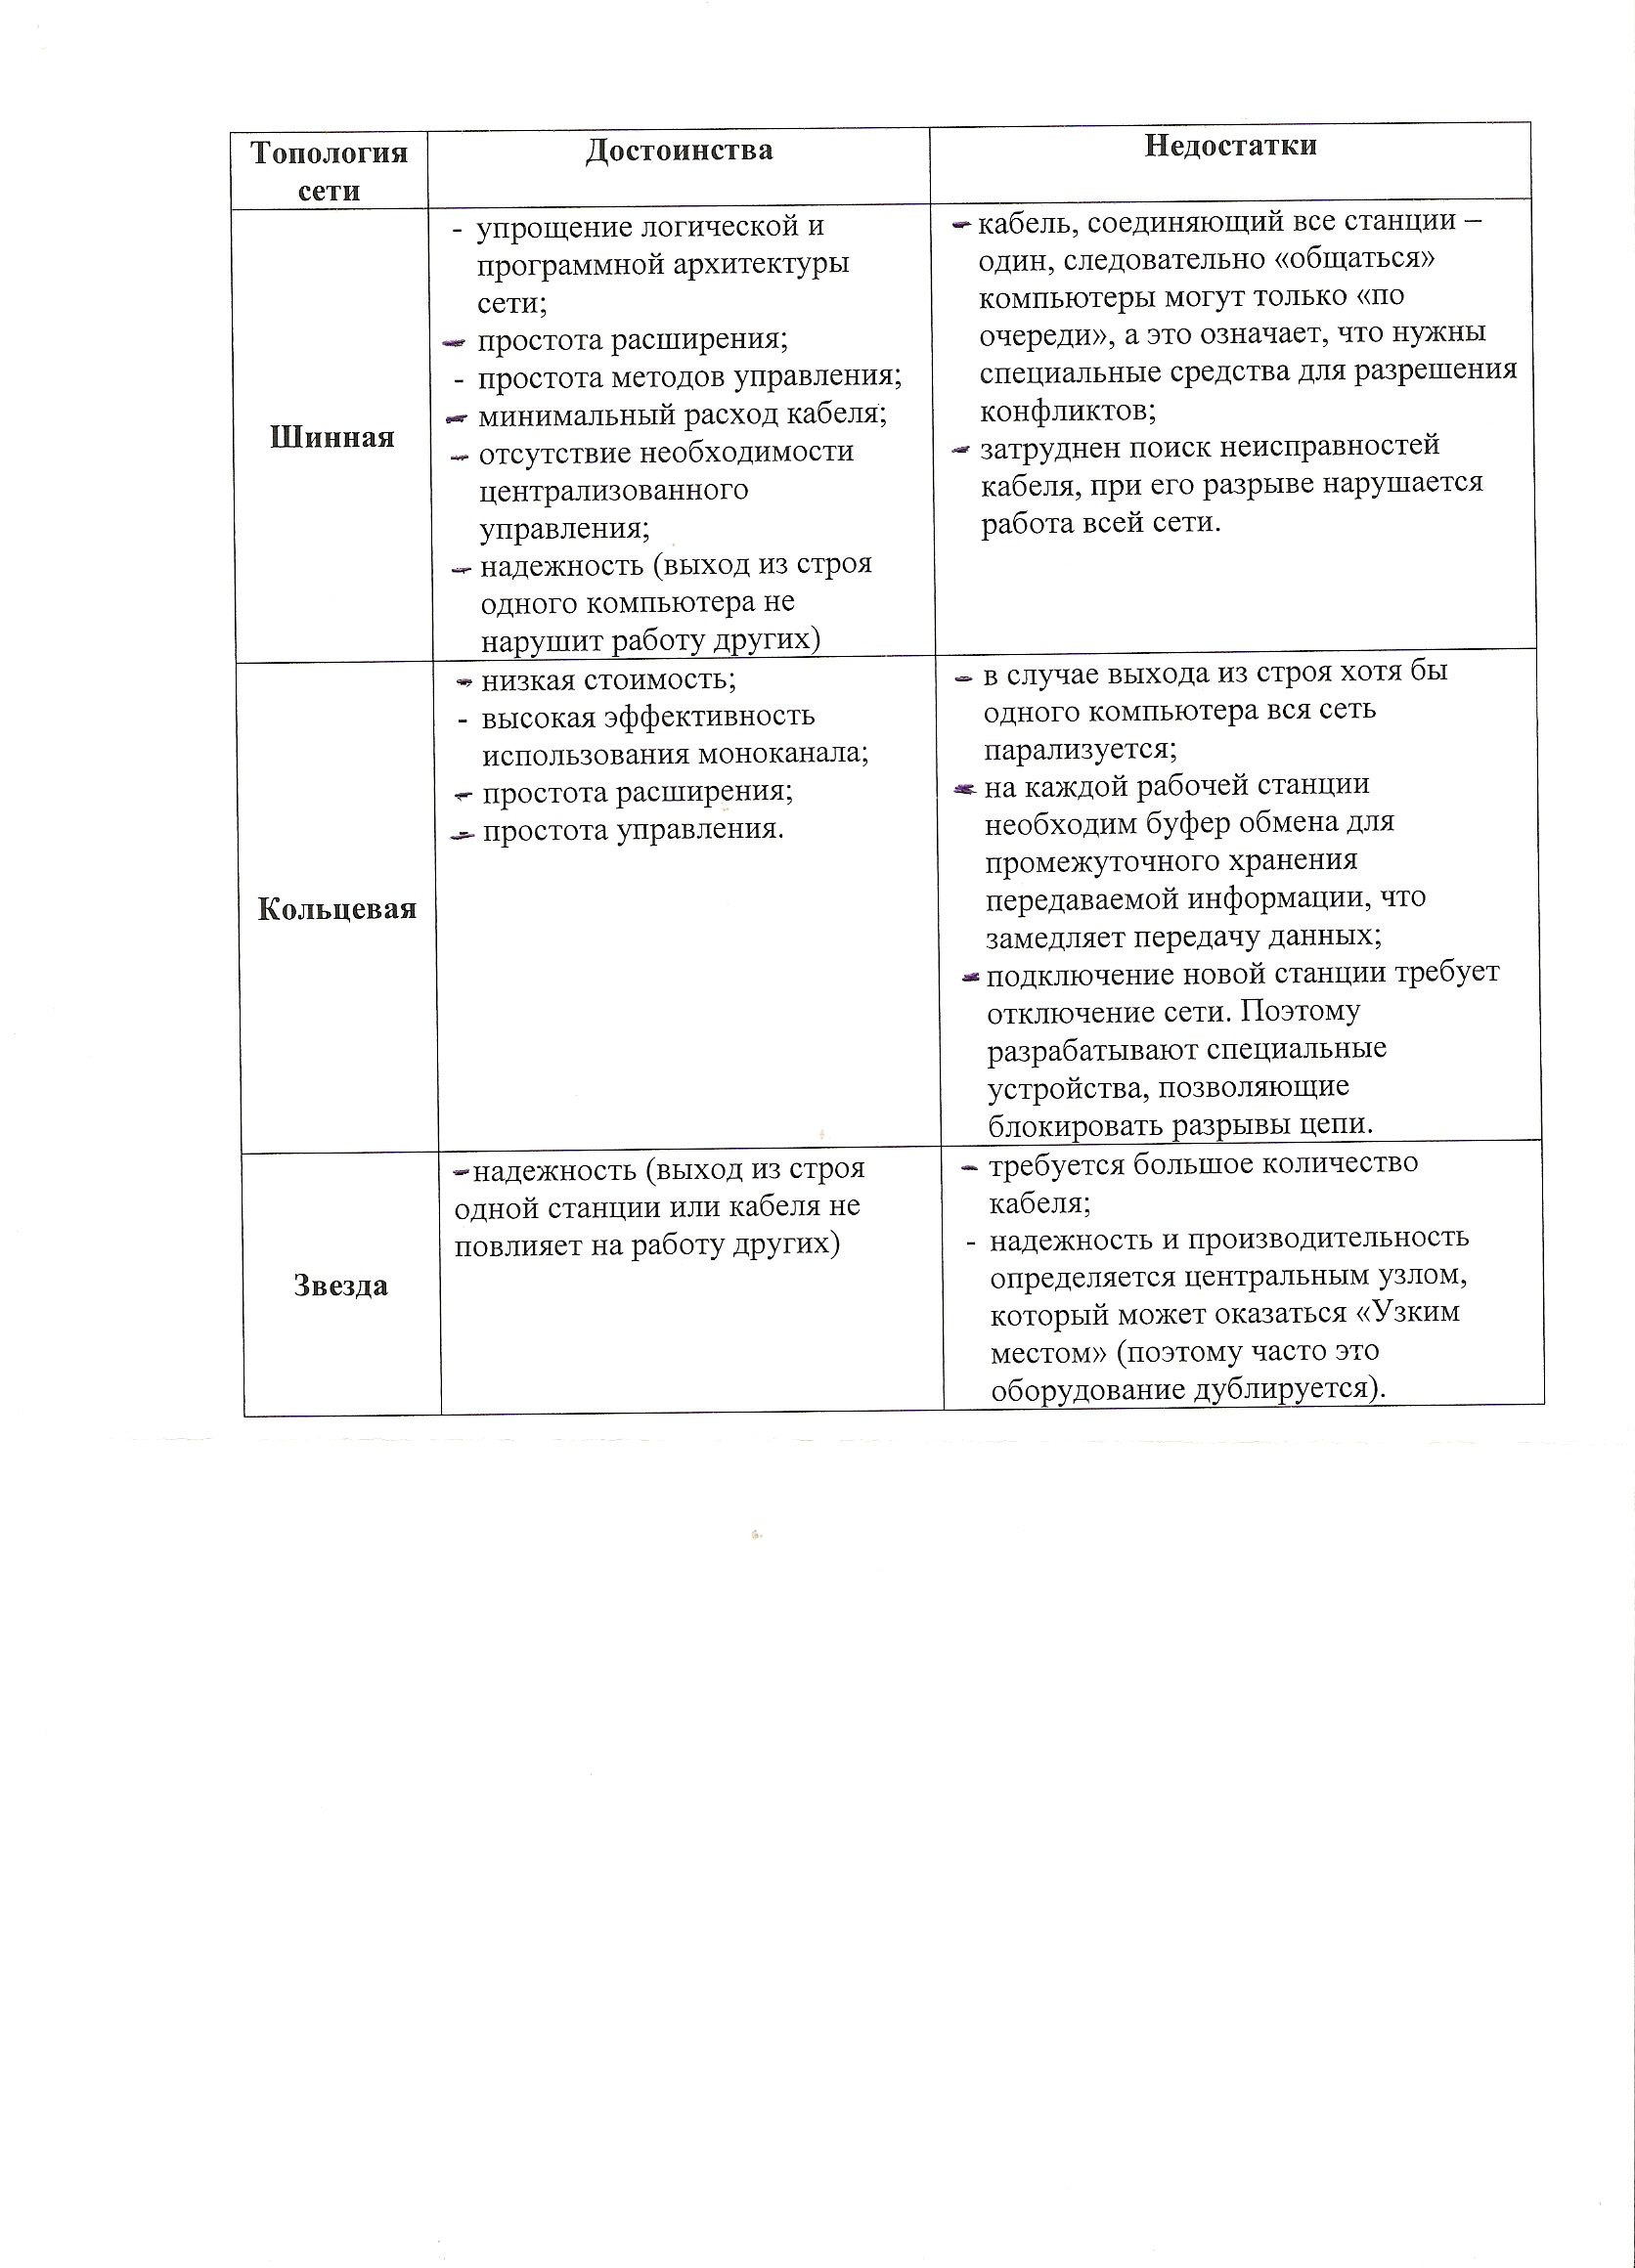 Топология
сети
Достоинства
Недостатки
Шинная
- упрощение логической и
программной архитектуры
сети;
- простота расширения;
- простота методов управления;
- минимальный расход кабеля;
- отсутствие необходимости
централизованного
управления;
- надежность (выход из строя
одного компьютера не
нарушит работу других)
- кабель, соединяющий все станции –
один, следовательно «общаться»
компьютеры могут только «по
очереди», а это означает, что нужны
специальные средства для разрешения
конфликтов;
- затруднен поиск неисправностей
кабеля, при его разрыве нарушается
работа всей сети.
Кольцевая
- низкая стоимость;
- высокая эффективность
использования моноканала;
- простота расширения;
- простота управления.
- в случае выхода из строя хотя бы
одного компьютера вся сеть
парализуется;
- на каждой рабочей станции
необходим буфер обмена для
промежуточного хранения
передаваемой информации, что
замедляет передачу данных;
- подключение новой станции требует
отключение сети. Поэтому
разрабатывают специальные
устройства, позволяющие
блокировать разрывы цепи.
Звезда
-надежность (выход из строя
одной станции или кабеля не
повлияет на работу других)
- требуется большое количество
кабеля;
- надежность и производительность
определяется центральным узлом,
который может оказаться «Узким
местом» (поэтому часто это
оборудование дублируется).